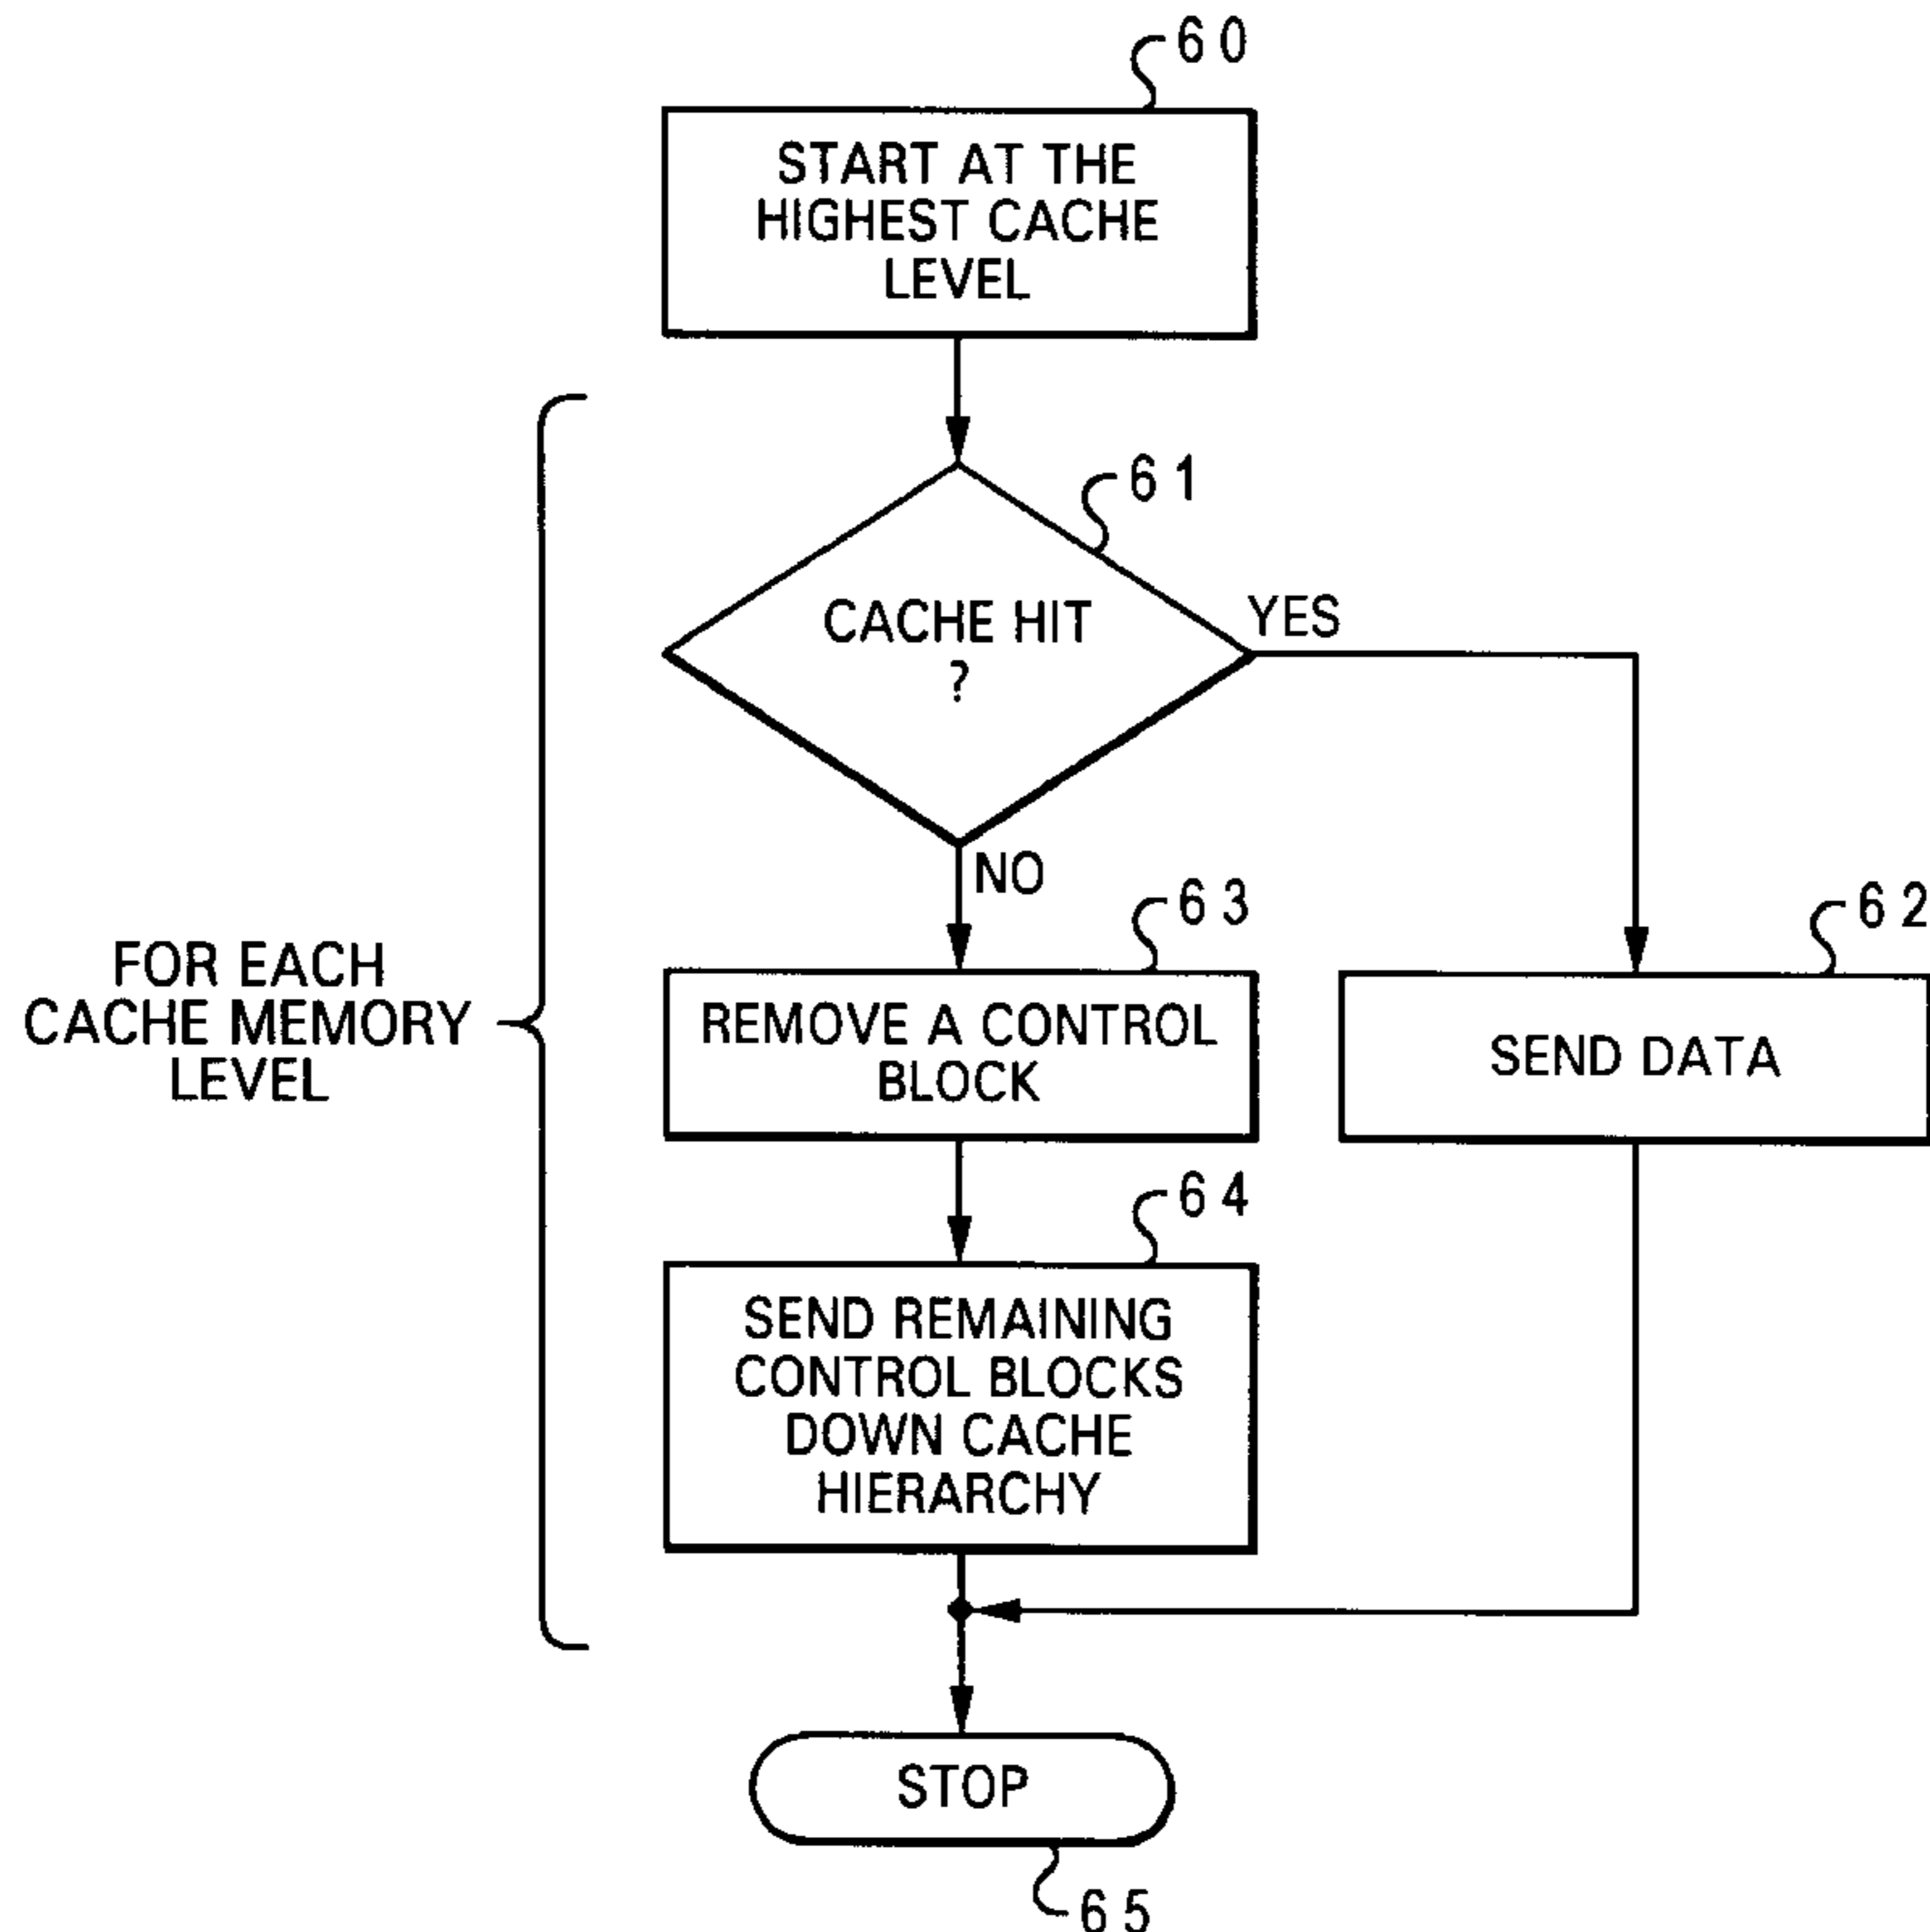 60
START AT THE
HIGHEST CACHE
LEVEL
61
CACHE HIT
?
YES
NO
63
62
FOR EACH
CACHE MEMORY
LEVEL
REMOVE A CONTROL
BLOCK
SEND DATA
64
SEND REMAINING
CONTROL BLOCKS
DOWN CACHE
HIERARCHY
STOP
65